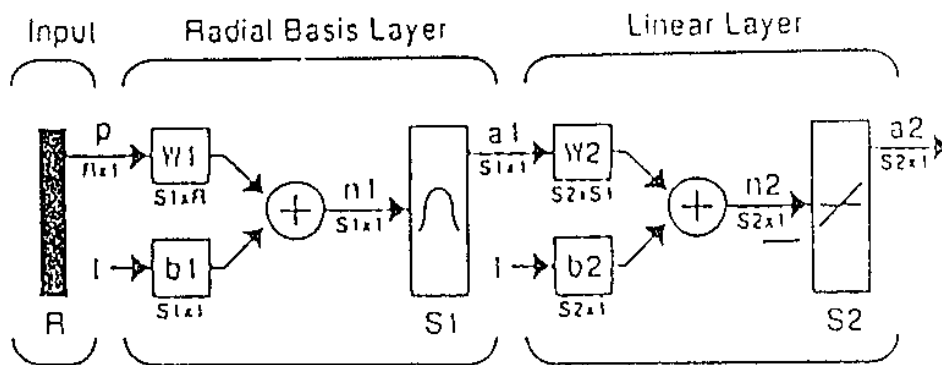 Input Radial Basis Layer Linear Layer
p W1 a1 W2 a2
Rx1 S1xR S1x1 S2xS1 S2x1
n1 n2
S1x1 S2x1
1 b1 1 b2
S1x1 S2x1
R S1 S2